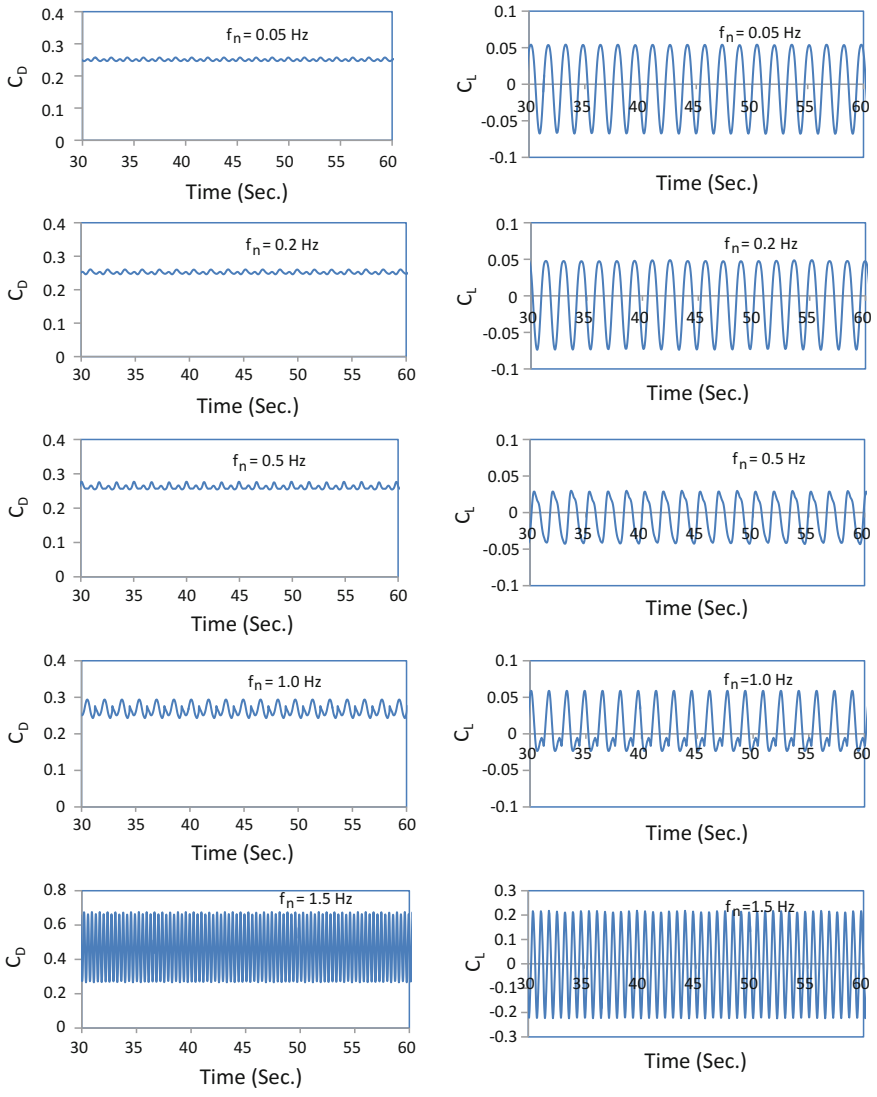 0.4
0.3
0.2
0.1
0
C_D
f_n = 0.05 Hz
30 35 40 45 50 55 60
Time (Sec.)
0.1
0.05
0
-0.05
-0.1
C_L
f_n = 0.05 Hz
30 35 40 45 50 55 60
Time (Sec.)
0.4
0.3
0.2
0.1
0
C_D
f_n = 0.2 Hz
30 35 40 45 50 55 60
Time (Sec.)
0.1
0.05
0
-0.05
-0.1
C_L
f_n = 0.2 Hz
30 35 40 45 50 55 60
Time (Sec.)
0.4
0.3
0.2
0.1
0
C_D
f_n = 0.5 Hz
30 35 40 45 50 55 60
Time (Sec.)
0.1
0.05
0
-0.05
-0.1
C_L
f_n = 0.5 Hz
30 35 40 45 50 55 60
Time (Sec.)
0.4
0.3
0.2
0.1
0
C_D
f_n = 1.0 Hz
30 35 40 45 50 55 60
Time (Sec.)
0.1
0.05
0
-0.05
-0.1
C_L
f_n=1.0 Hz
30 35 40 45 50 55 60
Time (Sec.)
0.8
0.6
0.4
0.2
0
C_D
f_n = 1.5 Hz
30 35 40 45 50 55 60
Time (Sec.)
0.3
0.2
0.1
0
-0.1
-0.2
-0.3
C_L
f_n=1.5 Hz
30 35 40 45 50 55 60
Time (Sec.)